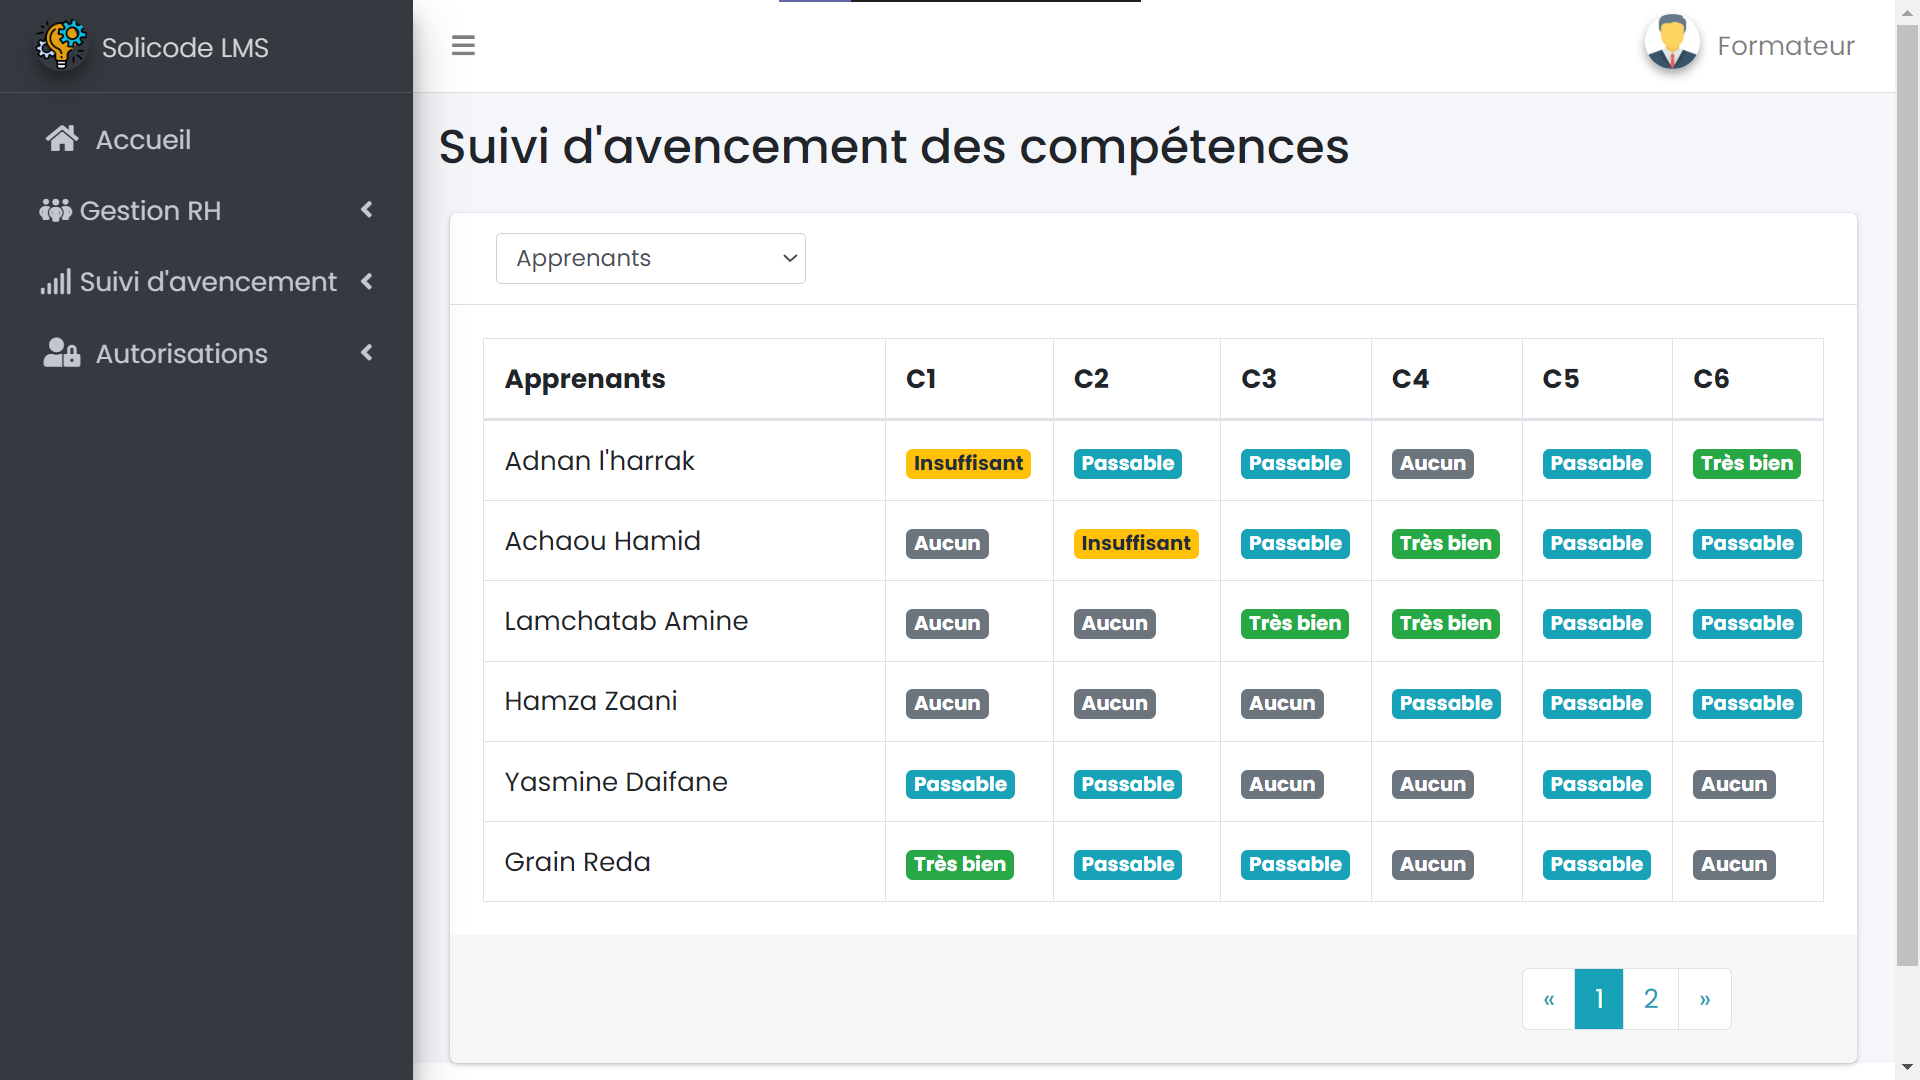 Solicode LMS
Formateur
Accueil
Gestion RH
Suivi d'avencement
Autorisations
Suivi d'avencement des compétences
Apprenants
Apprenants C1 C2 C3 C4 C5 C6
Adnan l'harrak Insuffisant Passable Passable Aucun Passable Très bien
Achaou Hamid Aucun Insuffisant Passable Très bien Passable Passable
Lamchatab Amine Aucun Aucun Très bien Très bien Passable Passable
Hamza Zaani Aucun Aucun Aucun Passable Passable Passable
Yasmine Daifane Passable Passable Aucun Aucun Passable Aucun
Grain Reda Très bien Passable Passable Aucun Passable Aucun
« 1 2 »